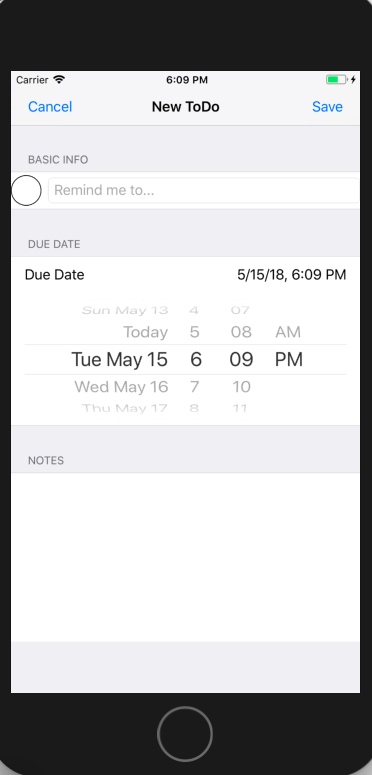 Carrier 6:09 PM
Cancel New ToDo Save
BASIC INFO
Remind me to...
DUE DATE
Due Date 5/15/18, 6:09 PM
Sun May 13 4 07
Today 5 08 AM
Tue May 15 6 09 PM
Wed May 16 7 10
Thu May 17 8 11
NOTES